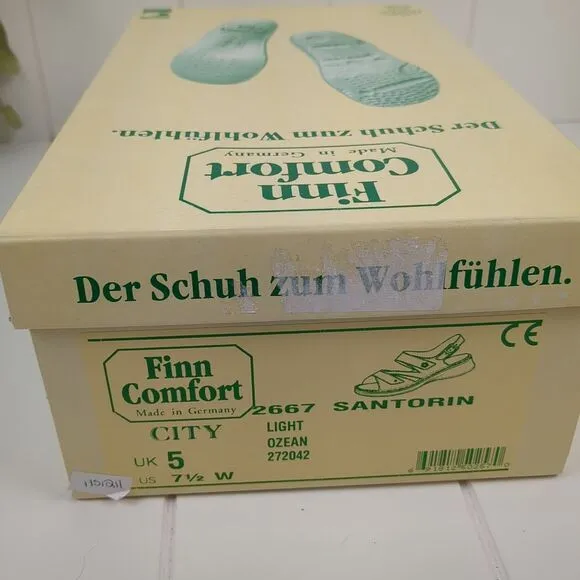 Der Schuh zum Wohlfühlen.
Finn
Comfort
Made in Germany
Der Schuh zum Wohlfühlen.
CE
Finn
Comfort
Made in Germany
2667 SANTORIN
CITY
LIGHT
OZEAN
272042
UK 5
US 7½ W